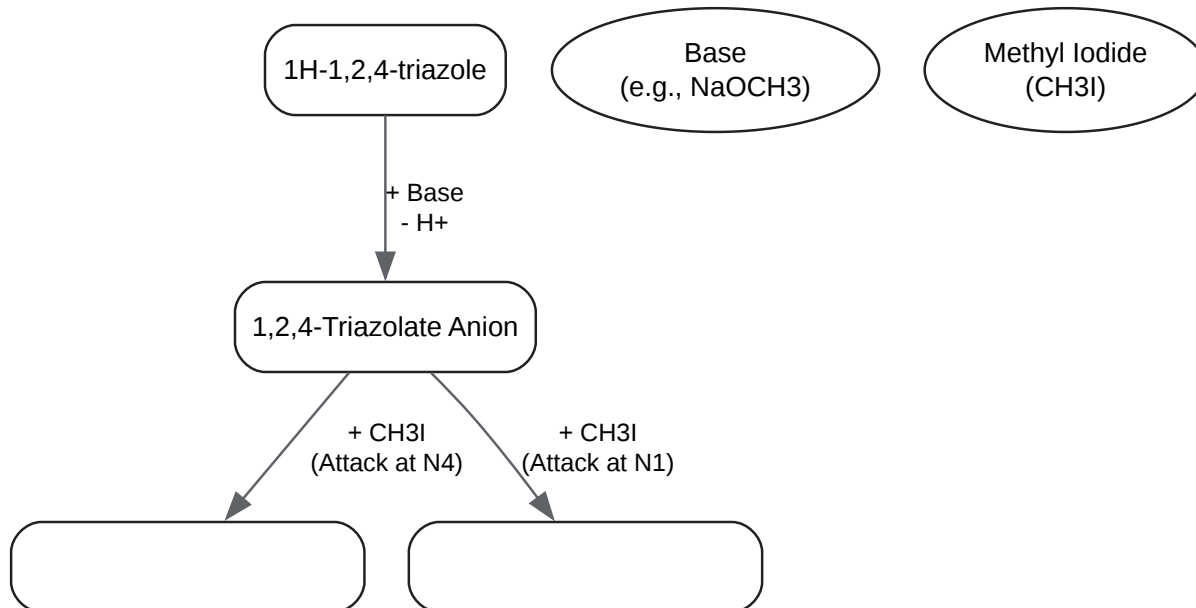 1H-1,2,4-triazole
Base
(e.g., NaOCH3)
Methyl Iodide
(CH3I)
+ Base
- H+
1,2,4-Triazolate Anion
+ CH3I
(Attack at N4)
+ CH3I
(Attack at N1)